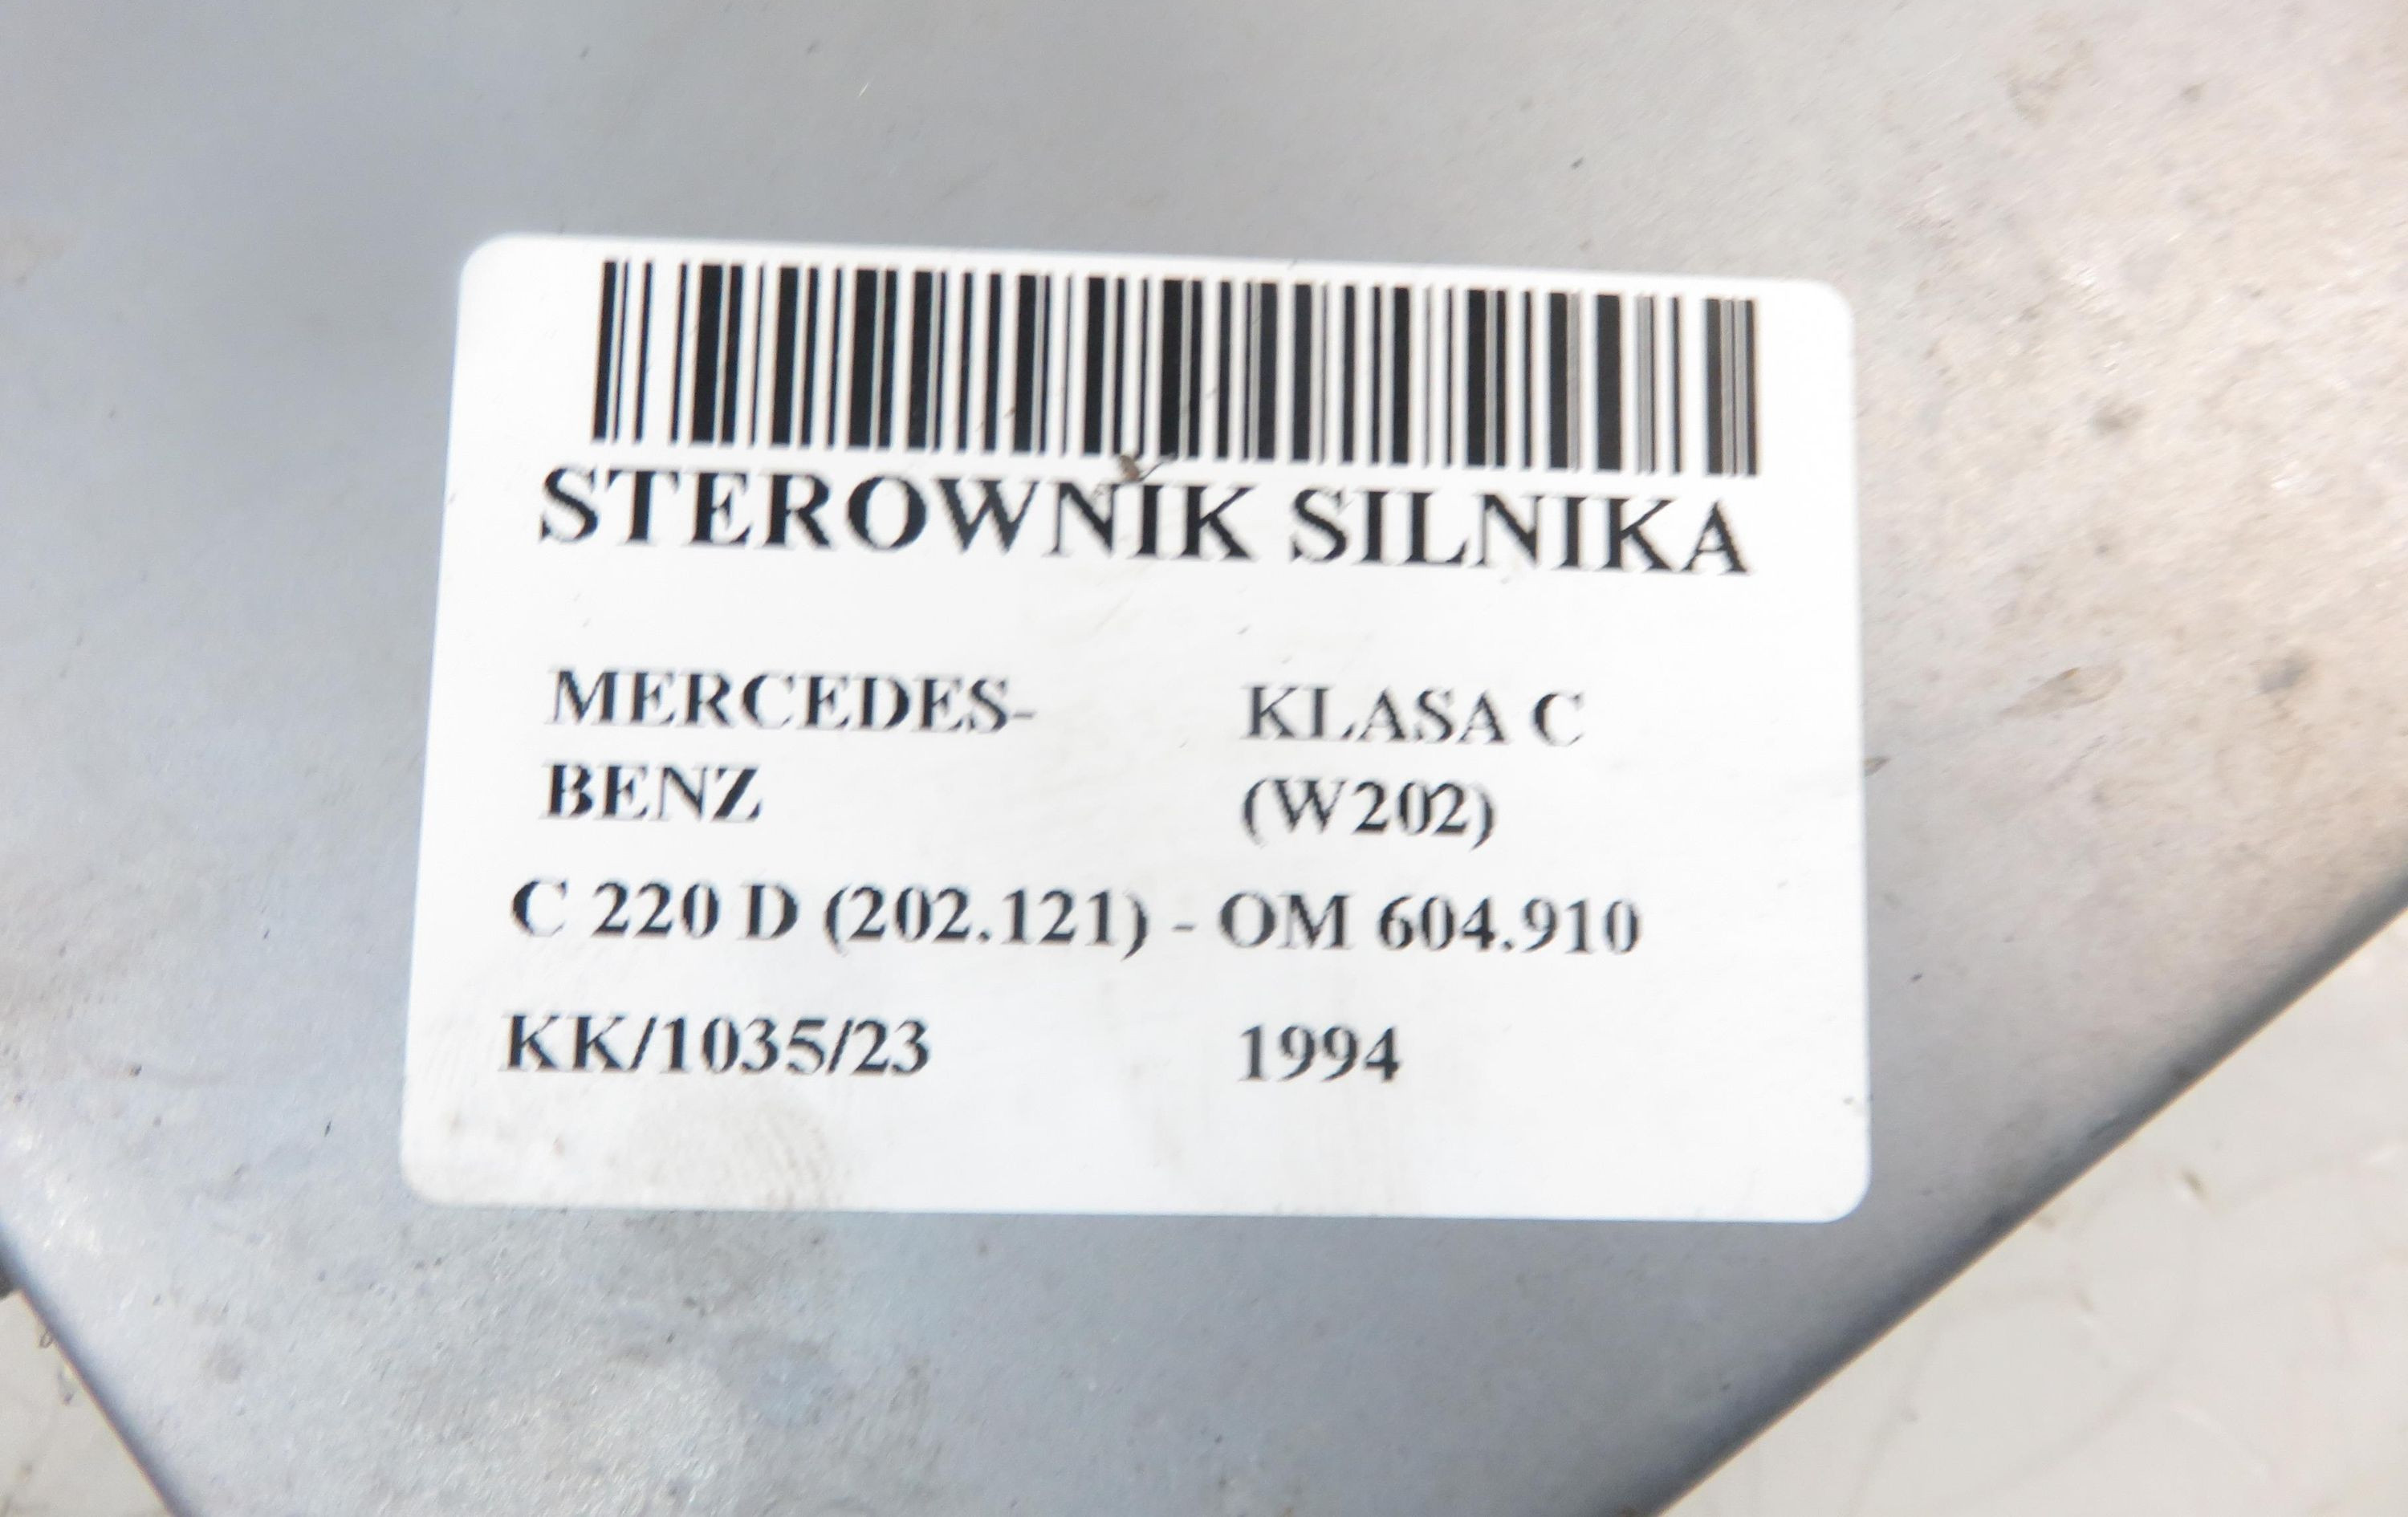 STEROWNIK SILNIKA
MERCEDES-
BENZ
KLASA C
(W202)
C 220 D (202.121) - OM 604.910
KK/1035/23
1994